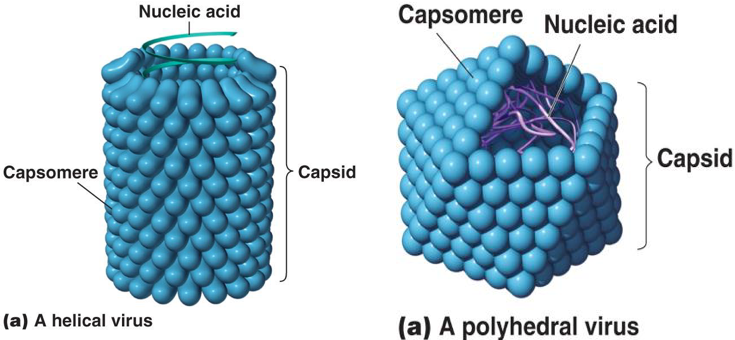 Nucleic acid
Capsomere
Capsid
(a) A helical virus
Capsomere
Nucleic acid
Capsid
(a) A polyhedral virus